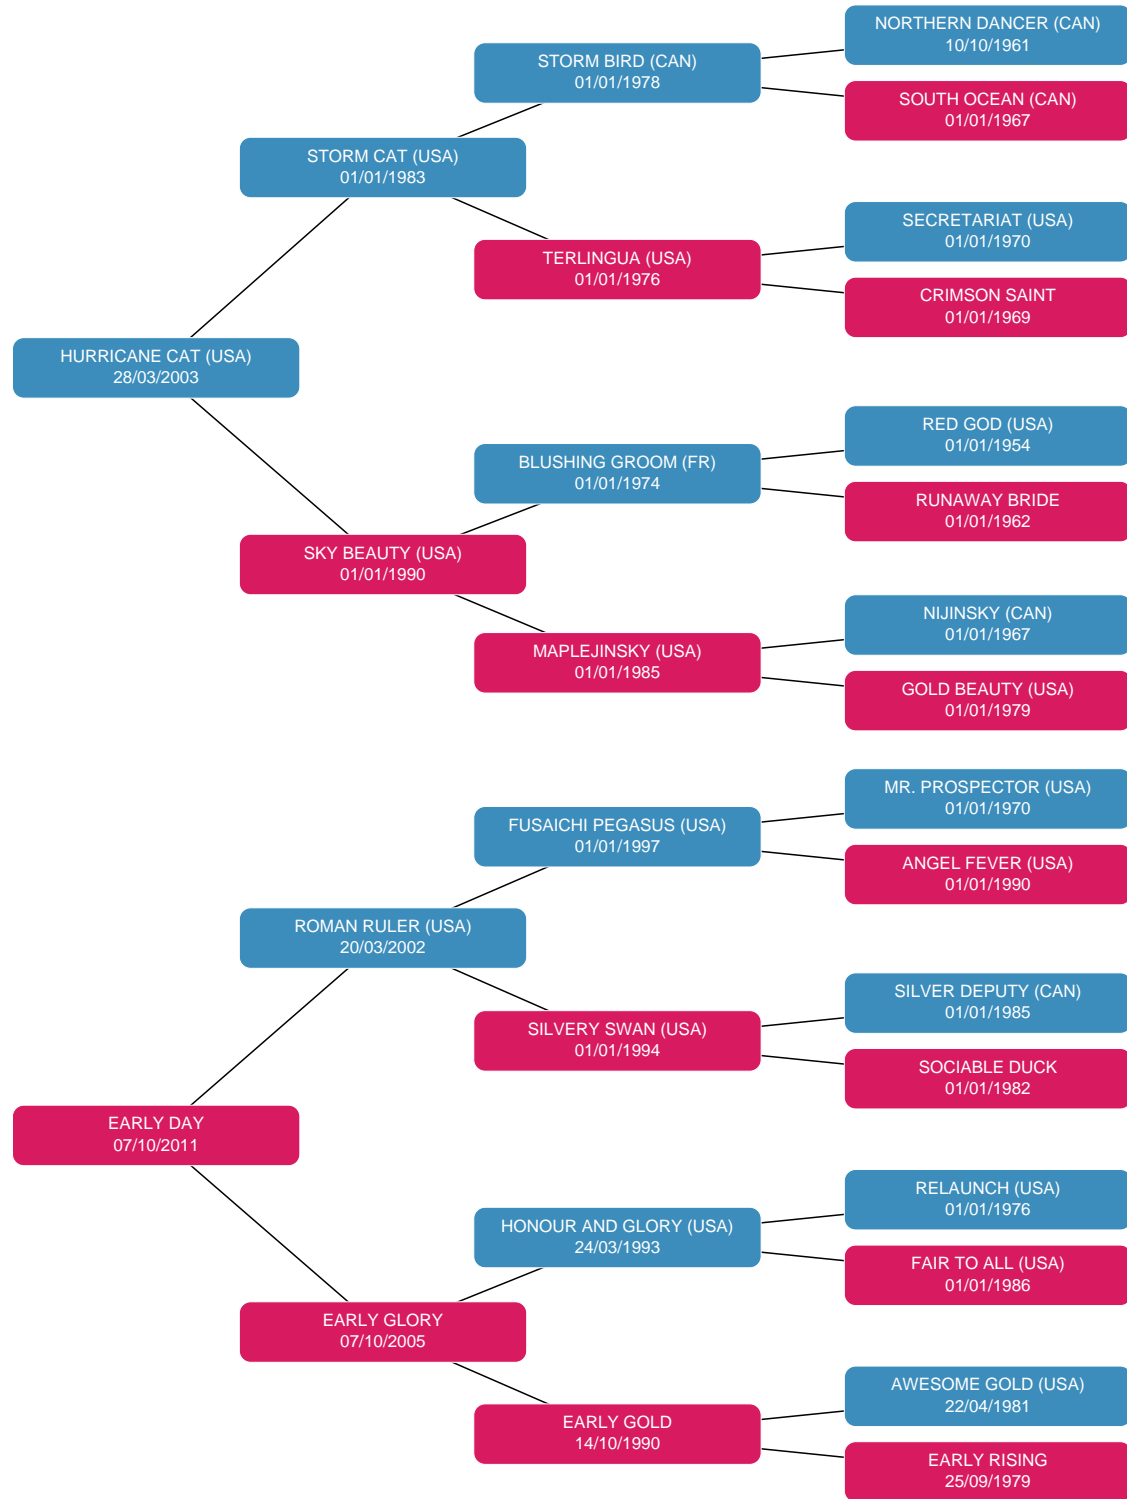 NORTHERN DANCER (CAN)
10/10/1961
STORM BIRD (CAN)
01/01/1978
SOUTH OCEAN (CAN)
01/01/1967
STORM CAT (USA)
01/01/1983
SECRETARIAT (USA)
01/01/1970
TERLINGUA (USA)
01/01/1976
CRIMSON SAINT
01/01/1969
HURRICANE CAT (USA)
28/03/2003
RED GOD (USA)
01/01/1954
BLUSHING GROOM (FR)
01/01/1974
RUNAWAY BRIDE
01/01/1962
SKY BEAUTY (USA)
01/01/1990
NIJINSKY (CAN)
01/01/1967
MAPLEJINSKY (USA)
01/01/1985
GOLD BEAUTY (USA)
01/01/1979
MR. PROSPECTOR (USA)
01/01/1970
FUSAICHI PEGASUS (USA)
01/01/1997
ANGEL FEVER (USA)
01/01/1990
ROMAN RULER (USA)
20/03/2002
SILVER DEPUTY (CAN)
01/01/1985
SILVERY SWAN (USA)
01/01/1994
SOCIABLE DUCK
01/01/1982
EARLY DAY
07/10/2011
RELAUNCH (USA)
01/01/1976
HONOUR AND GLORY (USA)
24/03/1993
FAIR TO ALL (USA)
01/01/1986
EARLY GLORY
07/10/2005
AWESOME GOLD (USA)
22/04/1981
EARLY GOLD
14/10/1990
EARLY RISING
25/09/1979